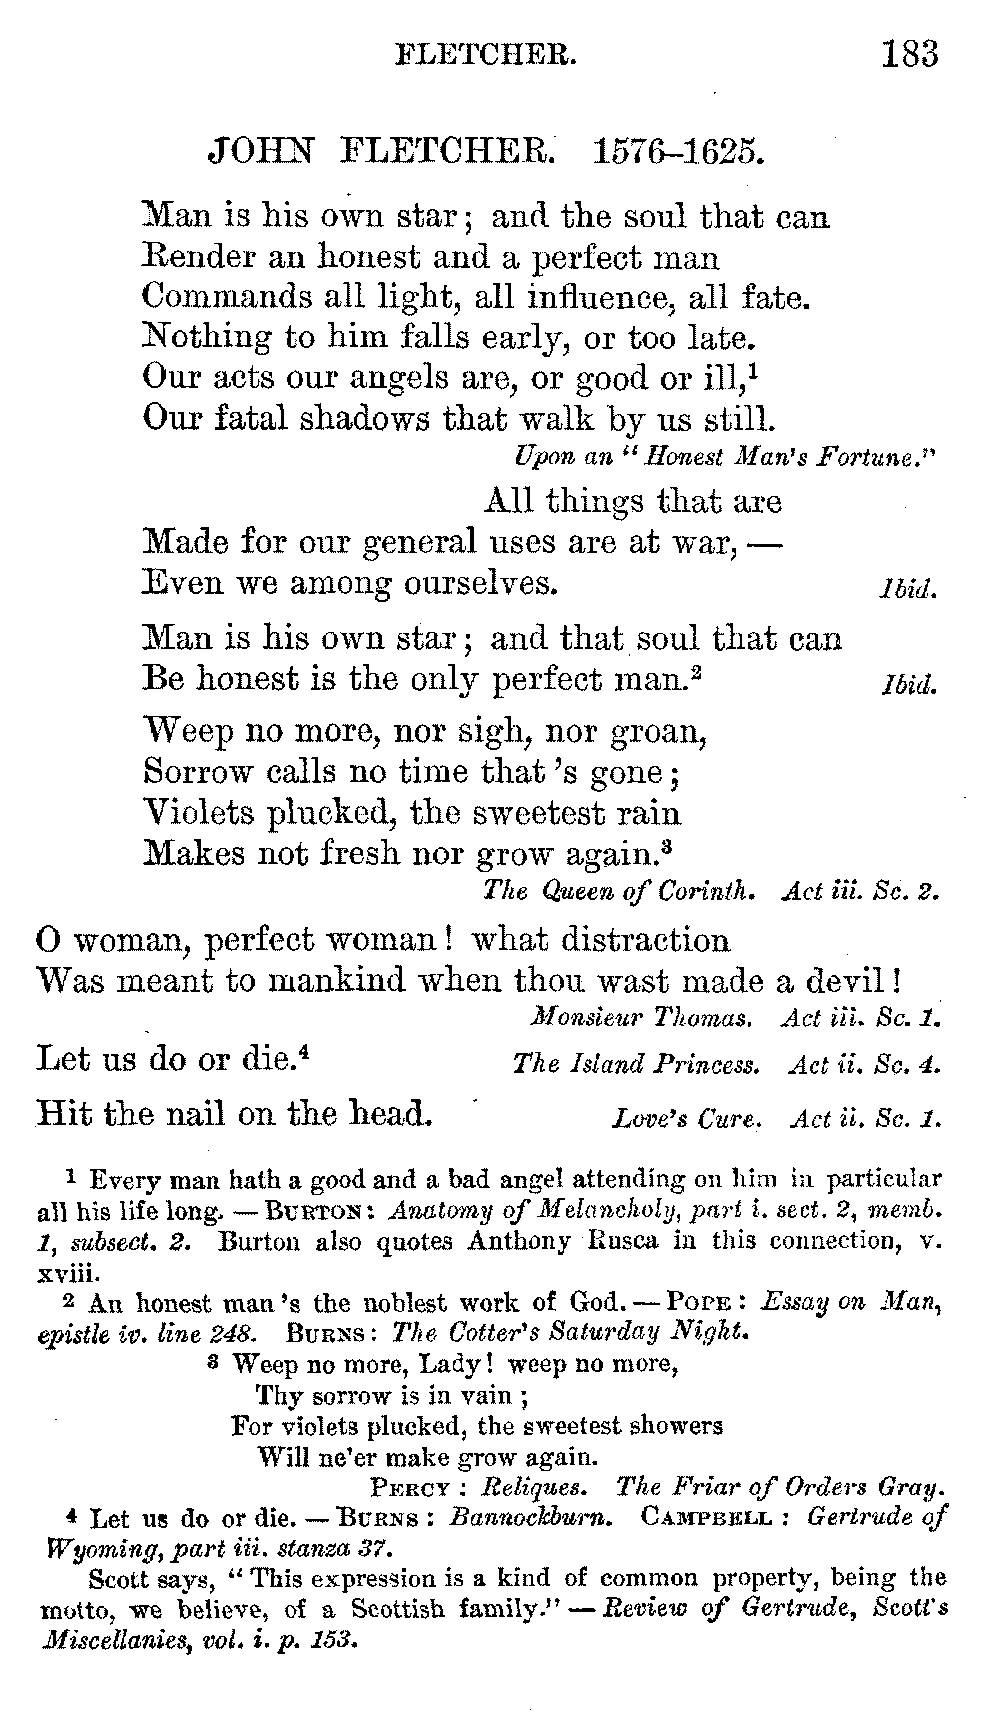 FLETCHER. 183
JOHN FLETCHER. 1576–1625.
Man is his own star; and the soul that can
Render an honest and a perfect man
Commands all light, all influence, all fate.
Nothing to him falls early, or too late.
Our acts our angels are, or good or ill,¹
Our fatal shadows that walk by us still.
Upon an “Honest Man's Fortune.”
All things that are
Made for our general uses are at war, —
Even we among ourselves. Ibid.
Man is his own star; and that soul that can
Be honest is the only perfect man.² Ibid.
Weep no more, nor sigh, nor groan,
Sorrow calls no time that 's gone;
Violets plucked, the sweetest rain
Makes not fresh nor grow again.³
The Queen of Corinth. Act iii. Sc. 2.
O woman, perfect woman! what distraction
Was meant to mankind when thou wast made a devil!
Monsieur Thomas. Act iii. Sc. 1.
Let us do or die.⁴ The Island Princess. Act ii. Sc. 4.
Hit the nail on the head. Love's Cure. Act ii. Sc. 1.
¹ Every man hath a good and a bad angel attending on him in particular
all his life long. — BURTON: Anatomy of Melancholy, part i. sect. 2, memb.
1, subsect. 2. Burton also quotes Anthony Rusca in this connection, v.
xviii.
² An honest man 's the noblest work of God. — POPE: Essay on Man,
epistle iv. line 248. BURNS: The Cotter's Saturday Night.
³ Weep no more, Lady! weep no more,
Thy sorrow is in vain;
For violets plucked, the sweetest showers
Will ne'er make grow again.
PERCY: Reliques. The Friar of Orders Gray.
⁴ Let us do or die. — BURNS: Bannockburn. CAMPBELL: Gertrude of
Wyoming, part iii. stanza 37.
Scott says, “This expression is a kind of common property, being the
motto, we believe, of a Scottish family.” — Review of Gertrude, Scott's
Miscellanies, vol. i. p. 153.